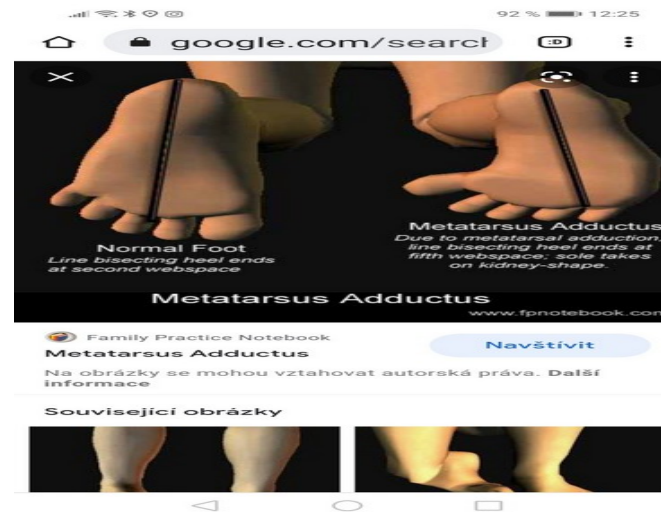 92 % 12:25
google.com/search
:D
Normal Foot
Line bisecting heel ends
at second webspace
Metatarsus Adductus
Due to metatarsal adduction,
line bisecting heel ends at
fifth webspace; sole takes
on kidney-shape.
Metatarsus Adductus
www.fpnotebook.com
Family Practice Notebook
Metatarsus Adductus
Navštívit
Na obrázky se mohou vztahovat autorská práva. Další
informace
Související obrázky